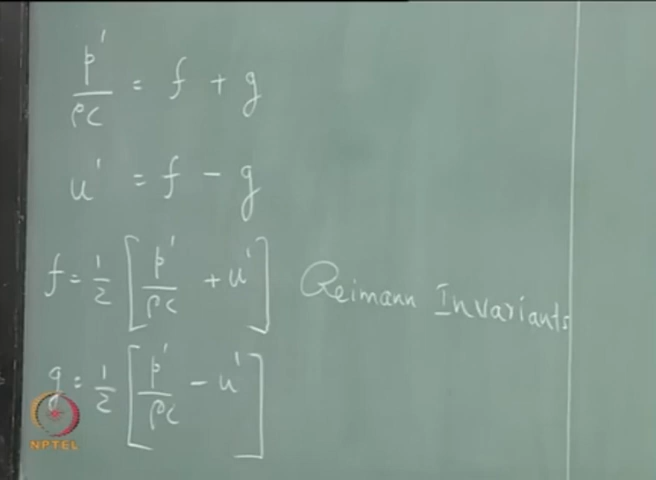 p'/ρc = f + g
u' = f - g
f = 1/2 [p'/ρc + u'] Reimann Invariants
g = 1/2 [p'/ρc - u']
NPTEL